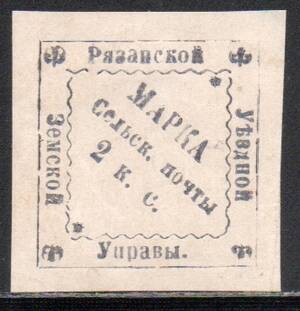 Рязанской
Уѣздной
Земской
Управы.
МАРКА
сельск. почты
2 к. с.